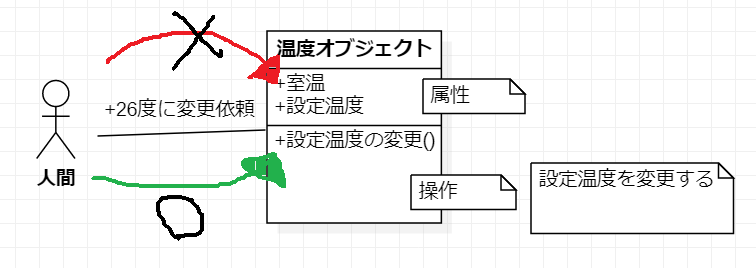 温度オブジェクト
+室温
+設定温度
属性
+26度に変更依頼
+設定温度の変更()
人間
操作
設定温度を変更する